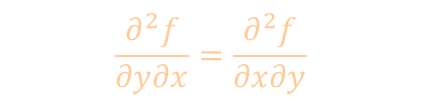 ∂²f/∂y∂x = ∂²f/∂x∂y